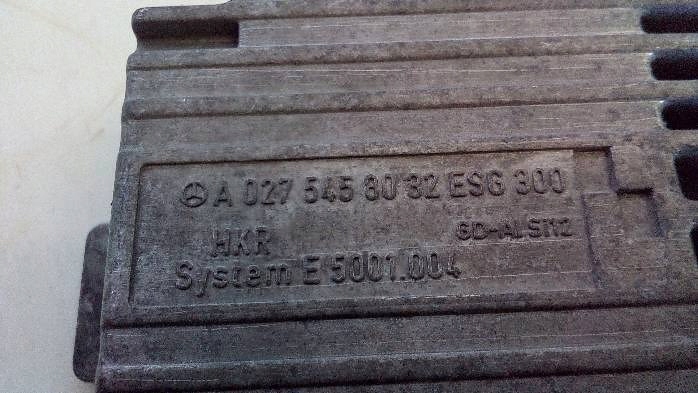 A 027 545 80 32 ESG 300
HKR GD-ALSI12
System E 5001.004